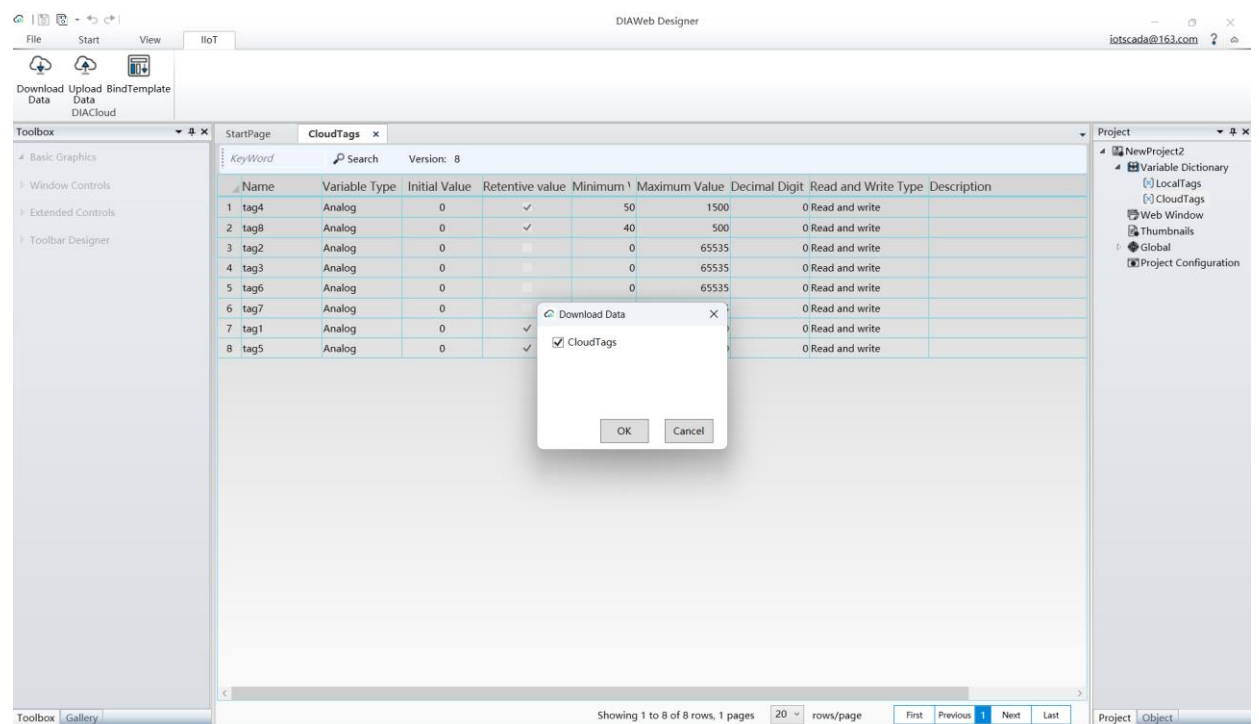 DIAWeb Designer
File Start View IIoT
iotscada@163.com ?
Download Data
Upload Data
BindTemplate
DIACloud
Toolbox
Basic Graphics
Window Controls
Extended Controls
Toolbar Designer
StartPage CloudTags
KeyWord Search Version: 8
Name Variable Type Initial Value Retentive value Minimum Maximum Value Decimal Digit Read and Write Type Description
1 tag4 Analog 0 50 1500 0 Read and write
2 tag8 Analog 0 40 500 0 Read and write
3 tag2 Analog 0 0 65535 0 Read and write
4 tag3 Analog 0 0 65535 0 Read and write
5 tag6 Analog 0 0 65535 0 Read and write
6 tag7 Analog 0 0 Read and write
7 tag1 Analog 0 0 Read and write
8 tag5 Analog 0 0 Read and write
Download Data
CloudTags
OK Cancel
Showing 1 to 8 of 8 rows, 1 pages 20 rows/page First Previous 1 Next Last
Toolbox Gallery
Project
NewProject2
Variable Dictionary
LocalTags
CloudTags
Web Window
Thumbnails
Global
Project Configuration
Project Object